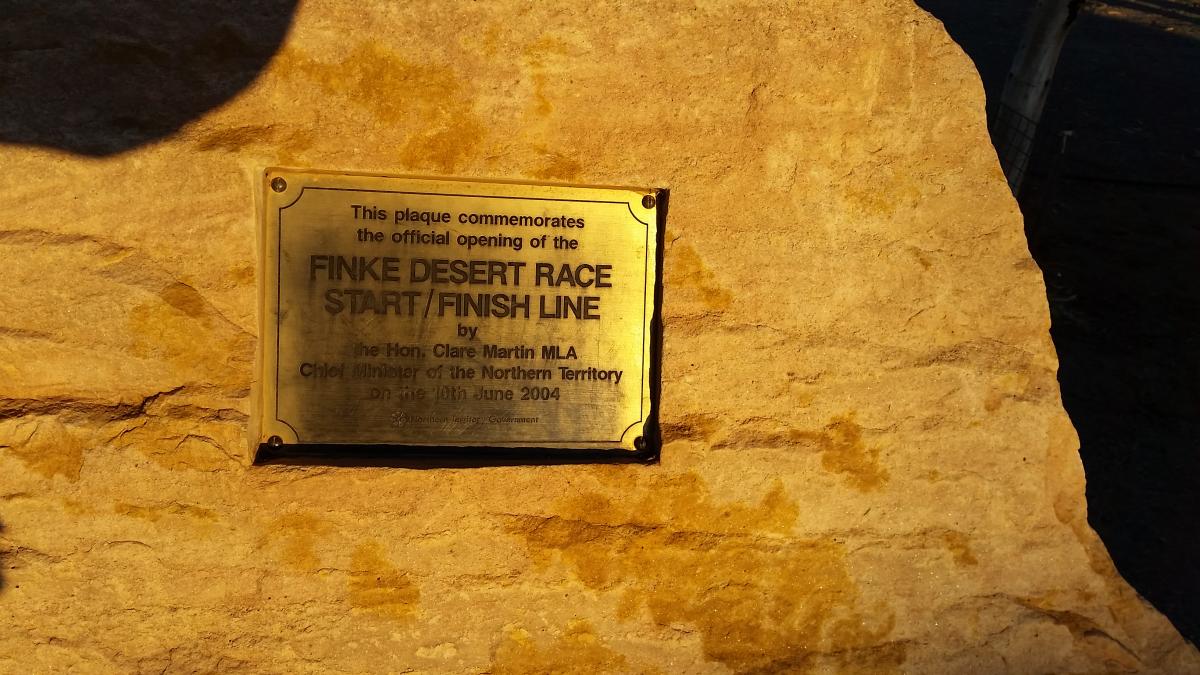 This plaque commemorates
the official opening of the
FINKE DESERT RACE
START/FINISH LINE
by
the Hon. Clare Martin MLA
Chief Minister of the Northern Territory
on the 10th June 2004
Northern Territory Government